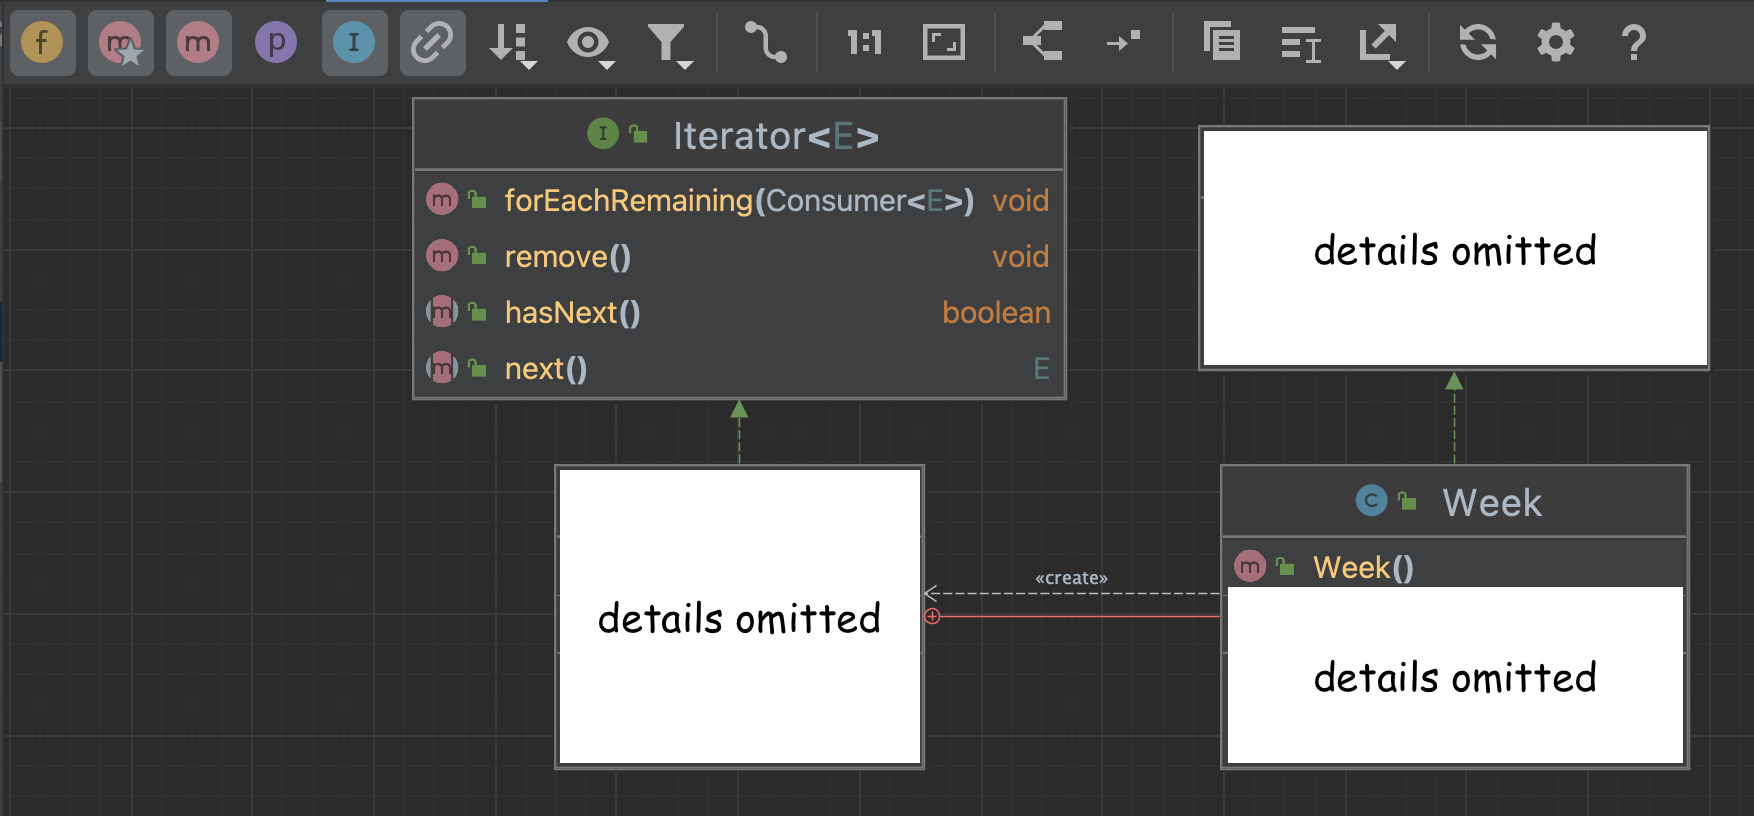 f m m p I 1:1 ?
I Iterator<E>
m forEachRemaining(Consumer<E>) void
m remove() void
m hasNext() boolean
m next() E
details omitted
details omitted
«create»
C Week
m Week()
details omitted